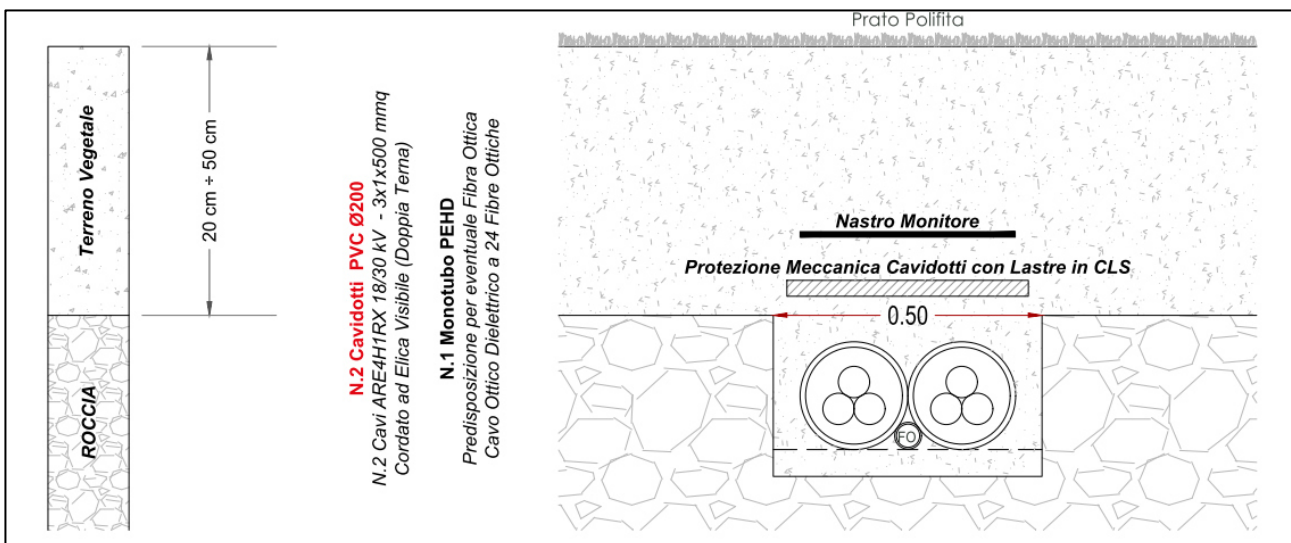 Prato Polifita
Terreno Vegetale
20 cm ÷ 50 cm
ROCCIA
N.2 Cavidotti PVC Ø200
N.2 Cavi ARE4H1RX 18/30 kV - 3x1x500 mmq
Cordato ad Elica Visibile (Doppia Terna)
N.1 Monotubo PEHD
Predisposizione per eventuale Fibra Ottica
Cavo Ottico Dielettrico a 24 Fibre Ottiche
Nastro Monitore
Protezione Meccanica Cavidotti con Lastre in CLS
0.50
FO